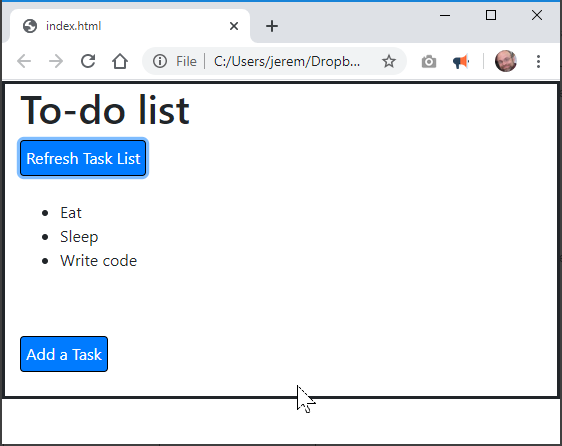 index.html
File
C:/Users/jerem/Dropb...
To-do list
Refresh Task List
Eat
Sleep
Write code
Add a Task